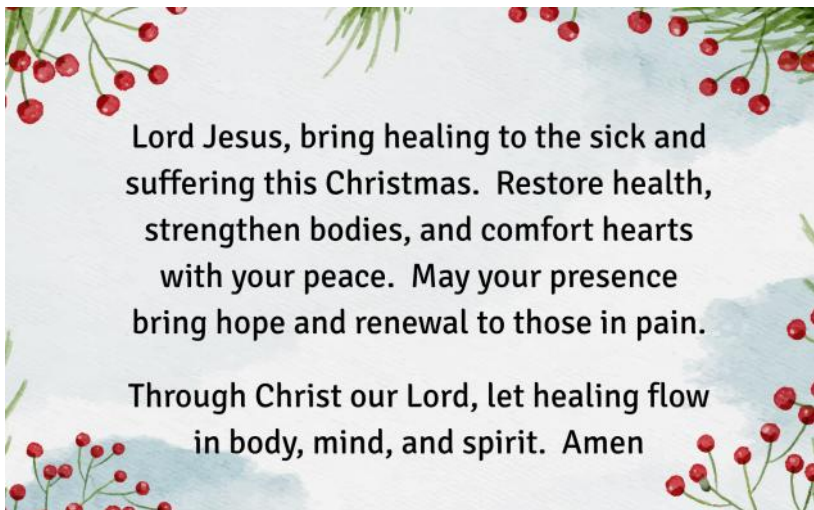 Lord Jesus, bring healing to the sick and
suffering this Christmas.  Restore health,
strengthen bodies, and comfort hearts
with your peace.  May your presence
bring hope and renewal to those in pain.
Through Christ our Lord, let healing flow
in body, mind, and spirit.  Amen